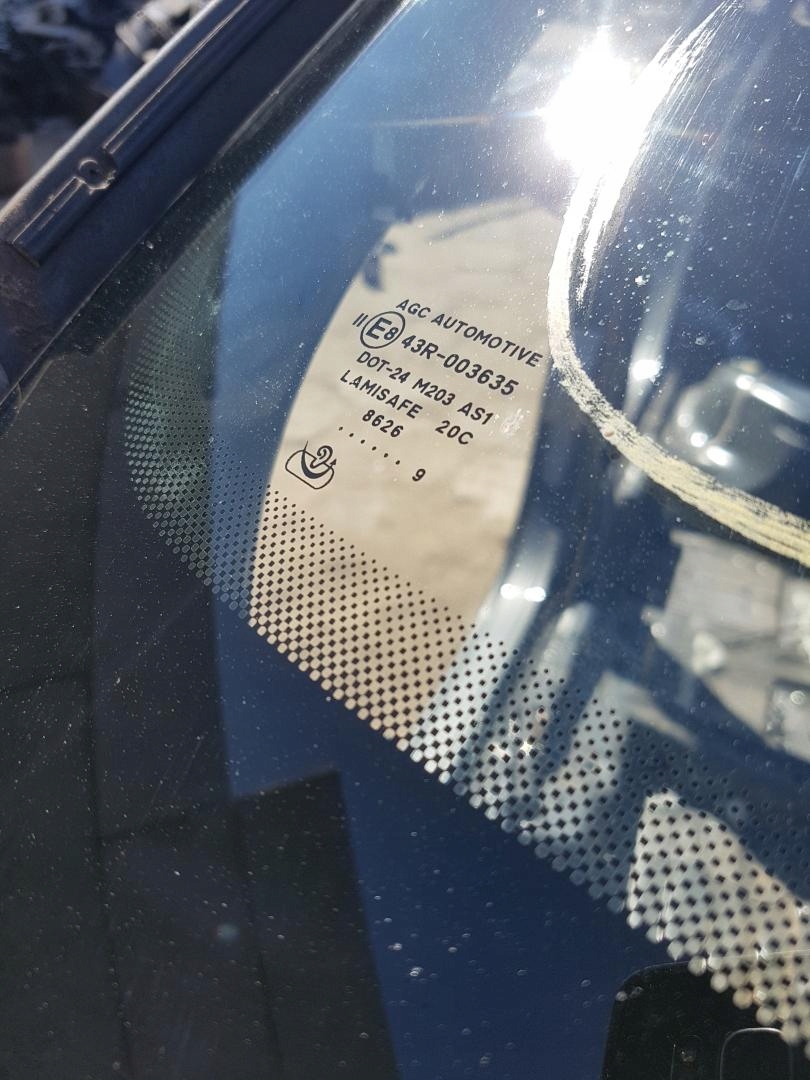 AGC AUTOMOTIVE
II E8 43R-003635
DOT-24 M203 AS1
LAMISAFE 20C
8626
...... 9